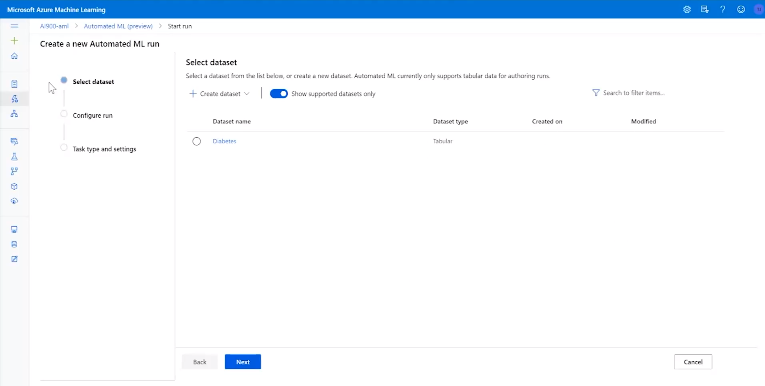 Microsoft Azure Machine Learning
AI900-aml > Automated ML (preview) > Start run
Create a new Automated ML run
Select dataset
Configure run
Task type and settings
Select dataset
Select a dataset from the list below, or create a new dataset. Automated ML currently only supports tabular data for authoring runs.
Create dataset Show supported datasets only Search to filter items...
Dataset name Dataset type Created on Modified
Diabetes Tabular
Back Next Cancel